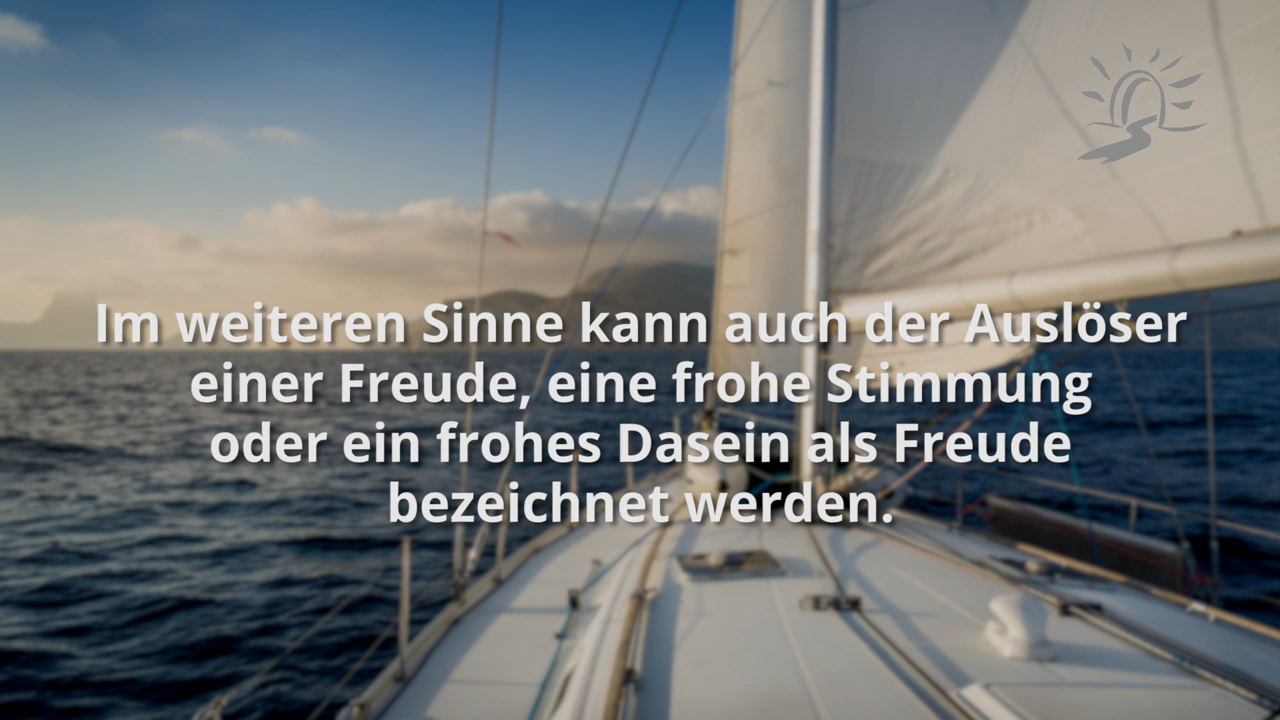 Im weiteren Sinne kann auch der Auslöser
einer Freude, eine frohe Stimmung
oder ein frohes Dasein als Freude
bezeichnet werden.